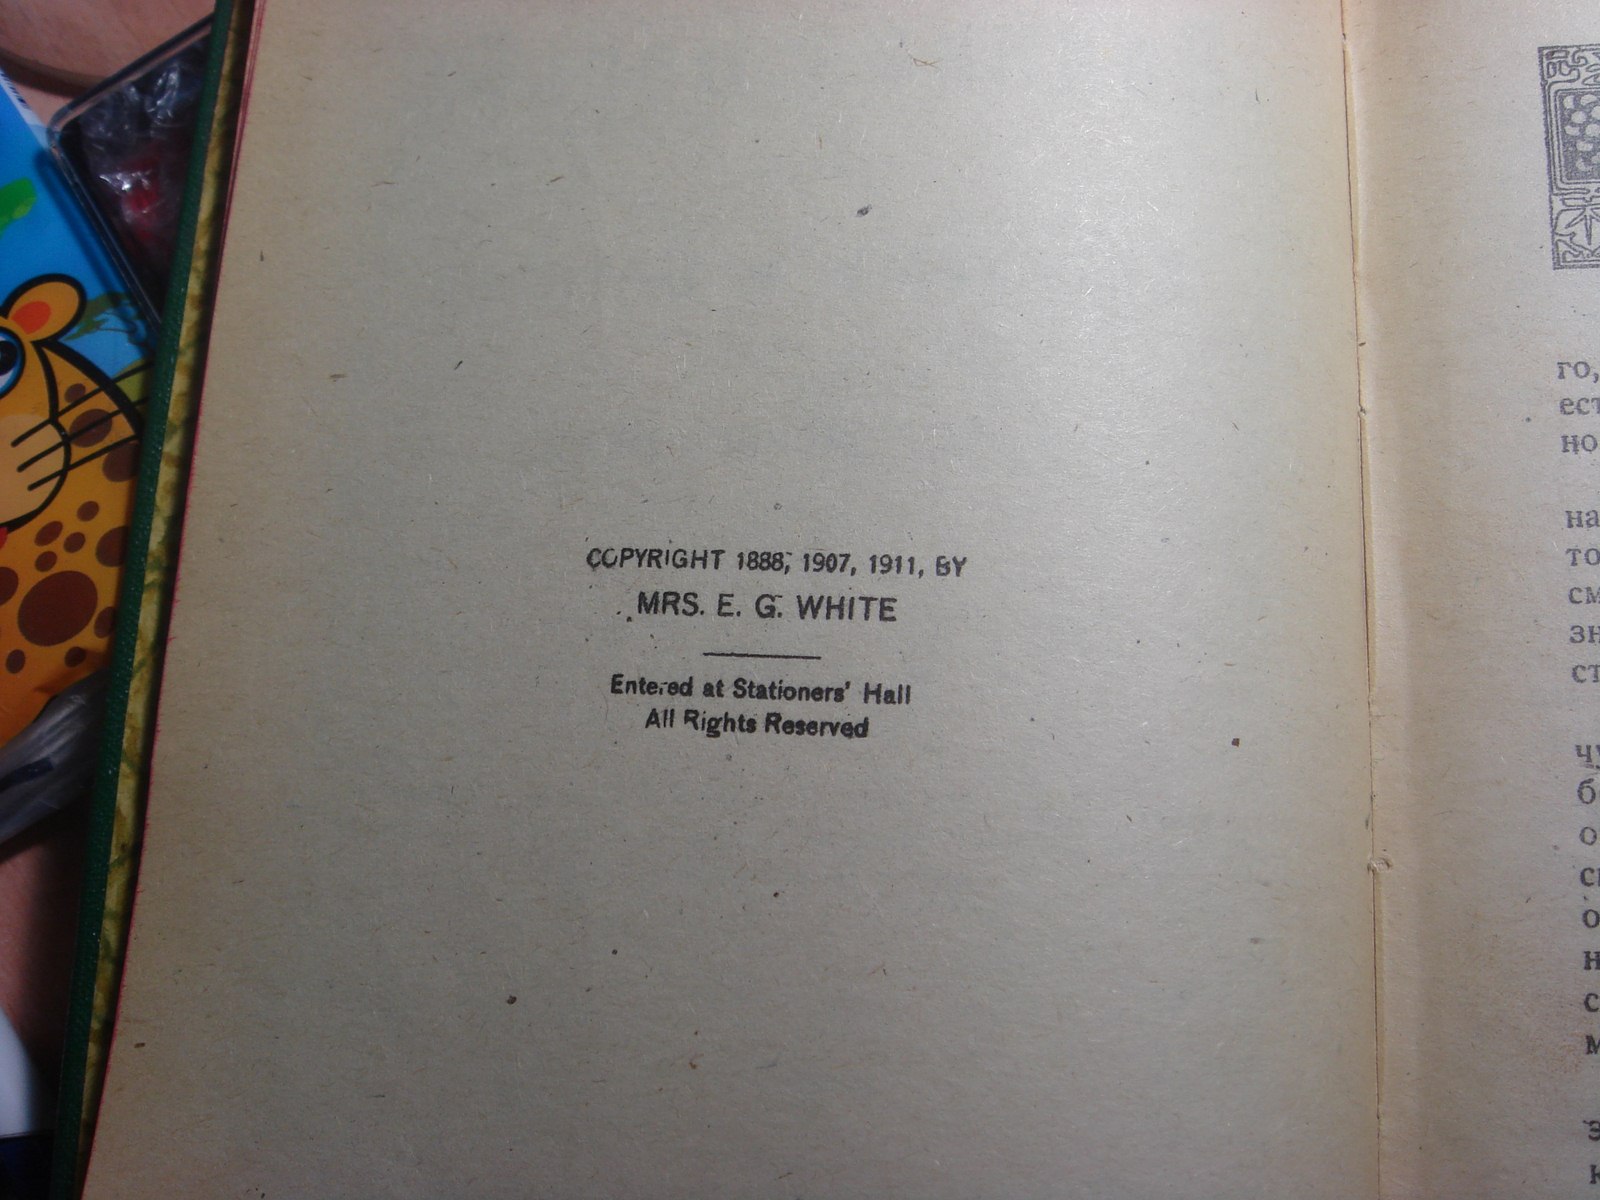 COPYRIGHT 1888, 1907, 1911, BY
MRS. E. G. WHITE
Entered at Stationers' Hall
All Rights Reserved
го,
ест
но
на
то
см
зн
ст
чу
б
о
о
н
с
м
з
к